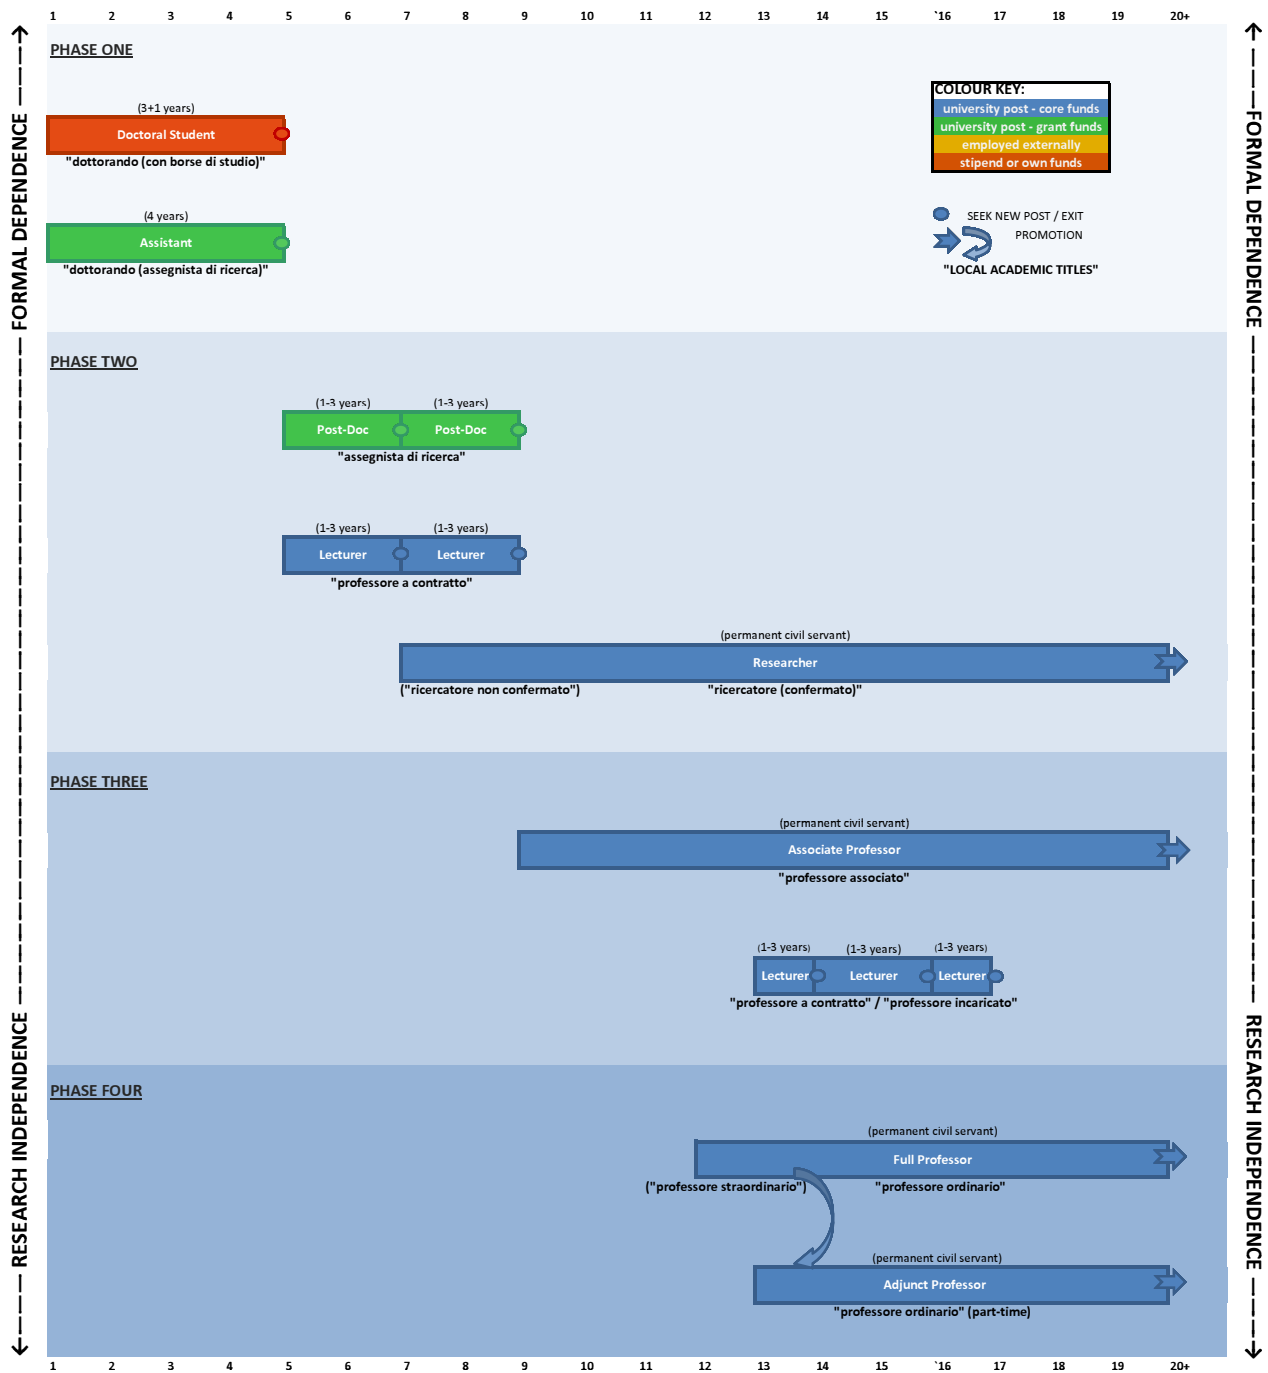 1 2 3 4 5 6 7 8 9 10 11 12 13 14 15 `16 17 18 19 20+
FORMAL DEPENDENCE
RESEARCH INDEPENDENCE
PHASE ONE
COLOUR KEY:
university post - core funds
university post - grant funds
employed externally
stipend or own funds
(3+1 years)
Doctoral Student
"dottorando (con borse di studio)"
(4 years)
Assistant
"dottorando (assegnista di ricerca)"
SEEK NEW POST / EXIT
PROMOTION
"LOCAL ACADEMIC TITLES"
PHASE TWO
(1-3 years) (1-3 years)
Post-Doc Post-Doc
"assegnista di ricerca"
(1-3 years) (1-3 years)
Lecturer Lecturer
"professore a contratto"
(permanent civil servant)
Researcher
("ricercatore non confermato") "ricercatore (confermato)"
PHASE THREE
(permanent civil servant)
Associate Professor
"professore associato"
(1-3 years) (1-3 years) (1-3 years)
Lecturer Lecturer Lecturer
"professore a contratto" / "professore incaricato"
PHASE FOUR
(permanent civil servant)
Full Professor
("professore straordinario") "professore ordinario"
(permanent civil servant)
Adjunct Professor
"professore ordinario" (part-time)
FORMAL DEPENDENCE
RESEARCH INDEPENDENCE
1 2 3 4 5 6 7 8 9 10 11 12 13 14 15 `16 17 18 19 20+